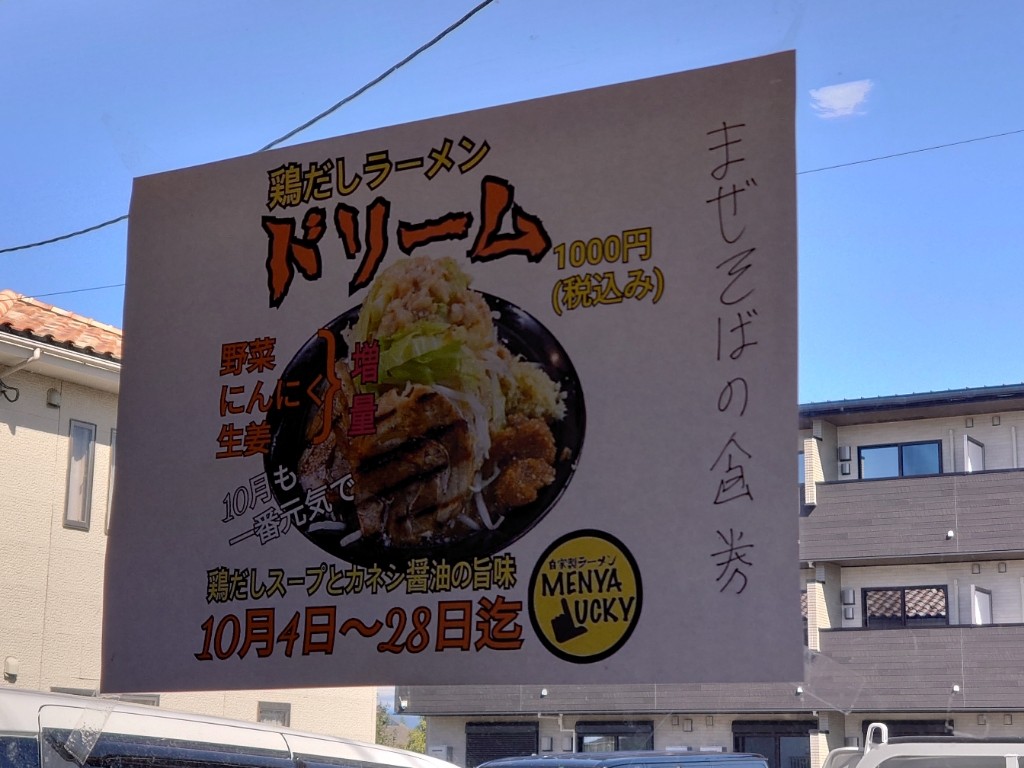 鶏だしラーメン
ドリーム
1000円
(税込み)
野菜
にんにく
生姜
増量
10月も
一番元気で
鶏だしスープとカネシ醤油の旨味
10月4日～28日迄
自家製ラーメン
MENYA
LUCKY
まぜそばの食券